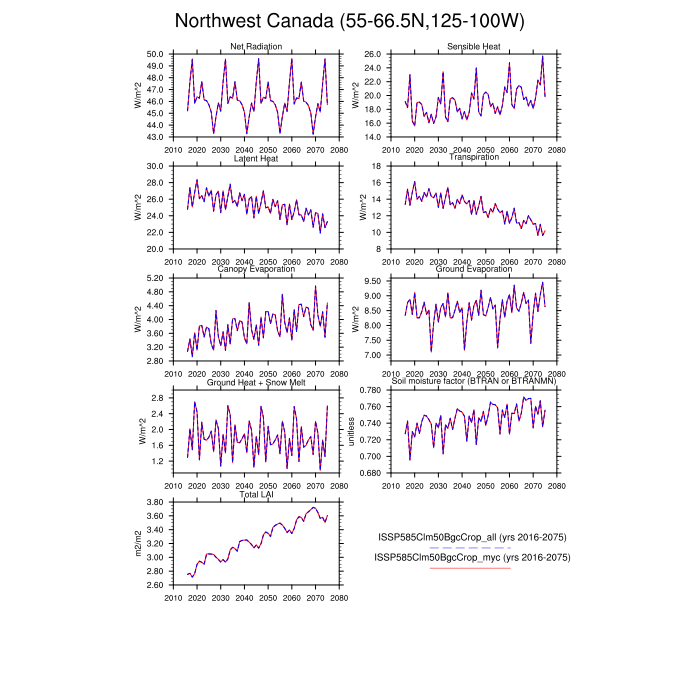 Northwest Canada (55-66.5N,125-100W)
Net Radiation
W/m^2
50.0
49.0
48.0
47.0
46.0
45.0
44.0
43.0
2010 2020 2030 2040 2050 2060 2070 2080
Sensible Heat
W/m^2
26.0
24.0
22.0
20.0
18.0
16.0
14.0
2010 2020 2030 2040 2050 2060 2070 2080
Latent Heat
W/m^2
30.0
28.0
26.0
24.0
22.0
20.0
2010 2020 2030 2040 2050 2060 2070 2080
Transpiration
W/m^2
18
16
14
12
10
8
2010 2020 2030 2040 2050 2060 2070 2080
Canopy Evaporation
W/m^2
5.20
4.80
4.40
4.00
3.60
3.20
2.80
2010 2020 2030 2040 2050 2060 2070 2080
Ground Evaporation
W/m^2
9.50
9.00
8.50
8.00
7.50
7.00
2010 2020 2030 2040 2050 2060 2070 2080
Ground Heat + Snow Melt
W/m^2
2.8
2.4
2.0
1.6
1.2
2010 2020 2030 2040 2050 2060 2070 2080
Soil moisture factor (BTRAN or BTRANMN)
unitless
0.780
0.760
0.740
0.720
0.700
0.680
2010 2020 2030 2040 2050 2060 2070 2080
Total LAI
m2/m2
3.80
3.60
3.40
3.20
3.00
2.80
2.60
2010 2020 2030 2040 2050 2060 2070 2080
ISSP585Clm50BgcCrop_all (yrs 2016-2075)
ISSP585Clm50BgcCrop_myc (yrs 2016-2075)